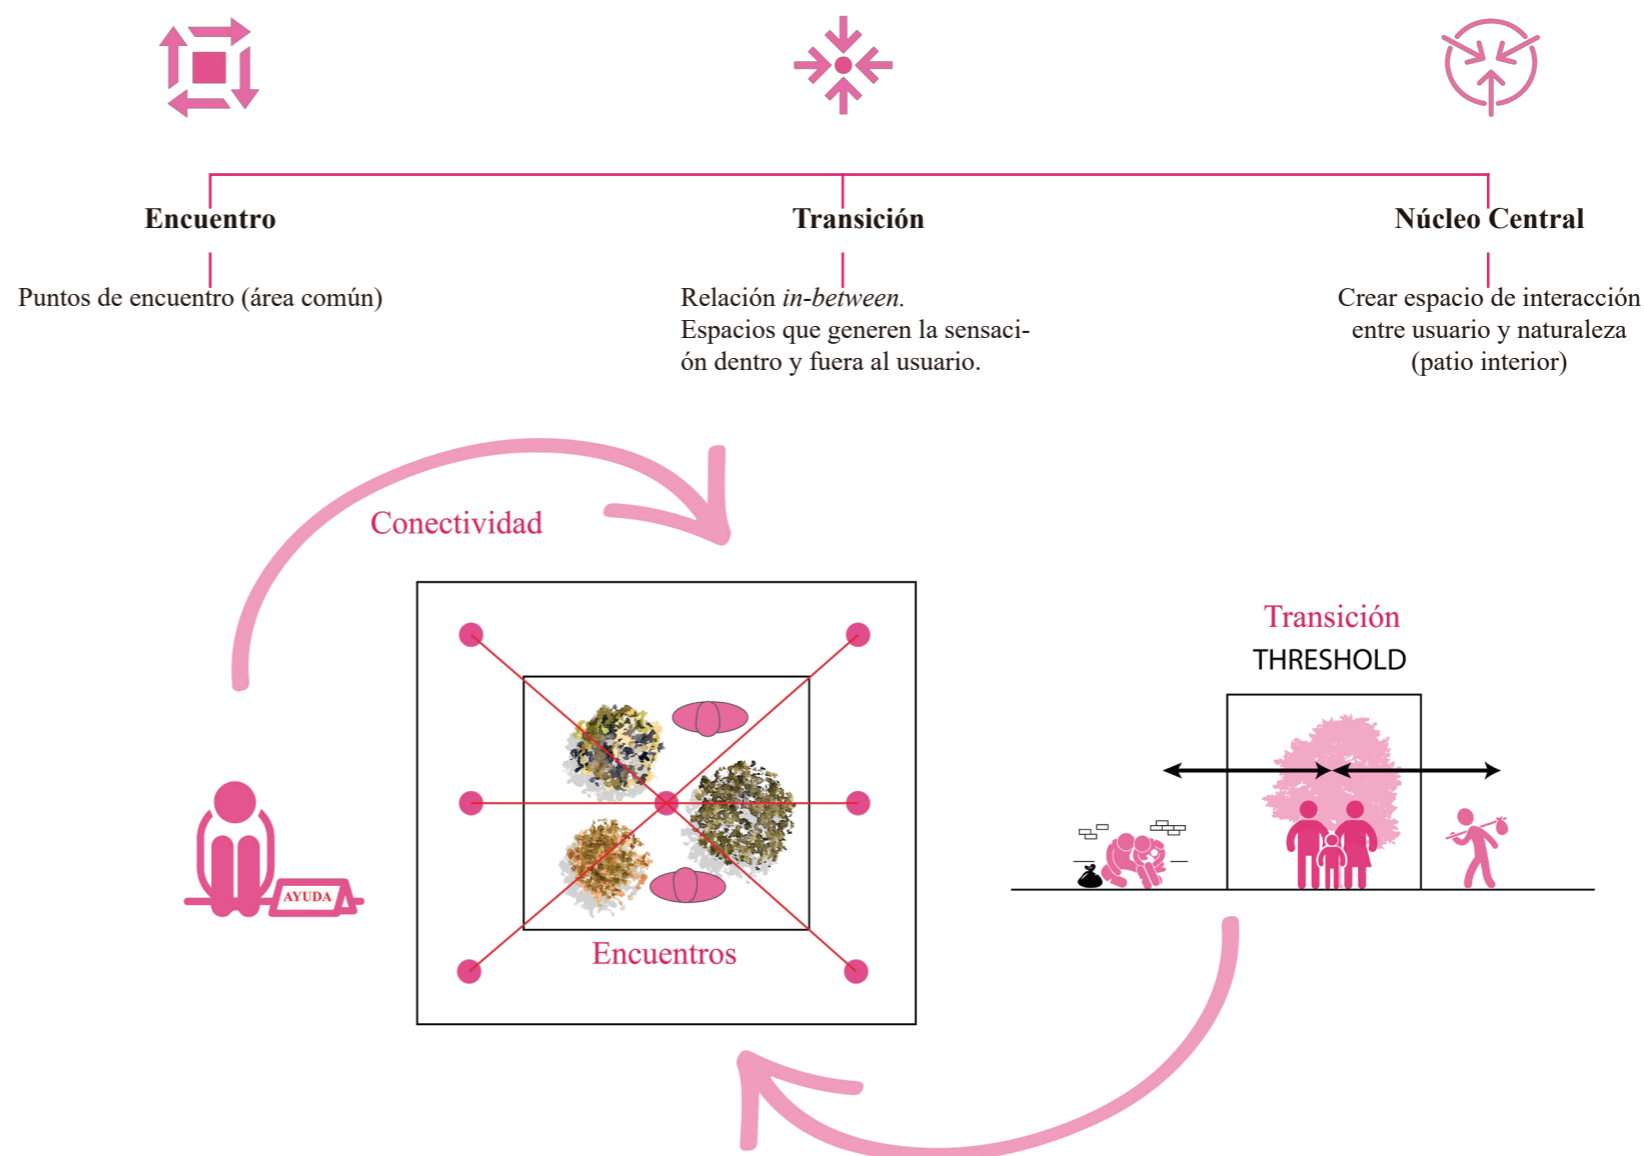 Encuentro
Transición
Núcleo Central
Puntos de encuentro (área común)
Relación in-between.
Espacios que generen la sensaci-
ón dentro y fuera al usuario.
Crear espacio de interacción
entre usuario y naturaleza
(patio interior)
Conectividad
AYUDA
Encuentros
Transición
THRESHOLD